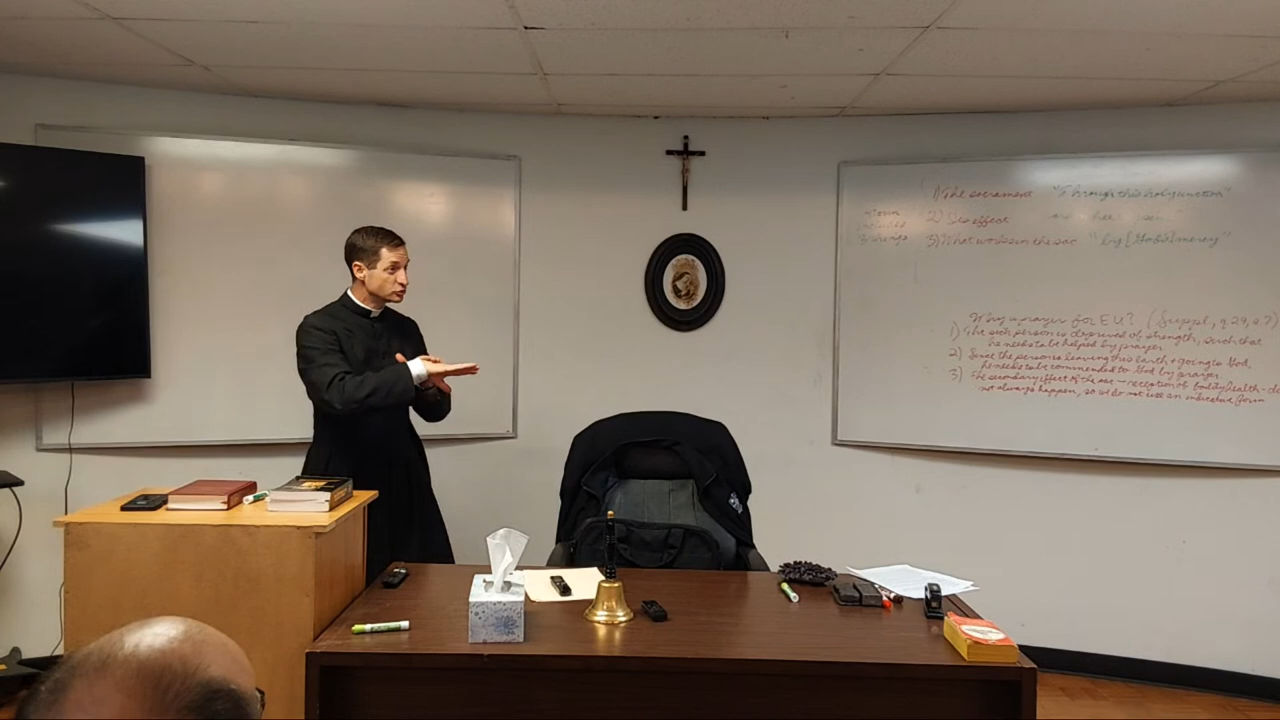 1) The sacrament "Through this holy unction"
2) Its effect
3) What works in the sac "by [God's] mercy"
3 things
Why a prayer for EU? (Suppl., q.29, a.7)
1) The sick person is deprived of strength, such that
he needs to be helped by prayer
2) Since the person is leaving this Earth + going to God,
he needs to be commended to God by prayer
3) The secondary effect of the sac — reception of bodily health - do
not always happen, so we do not use an indicative form